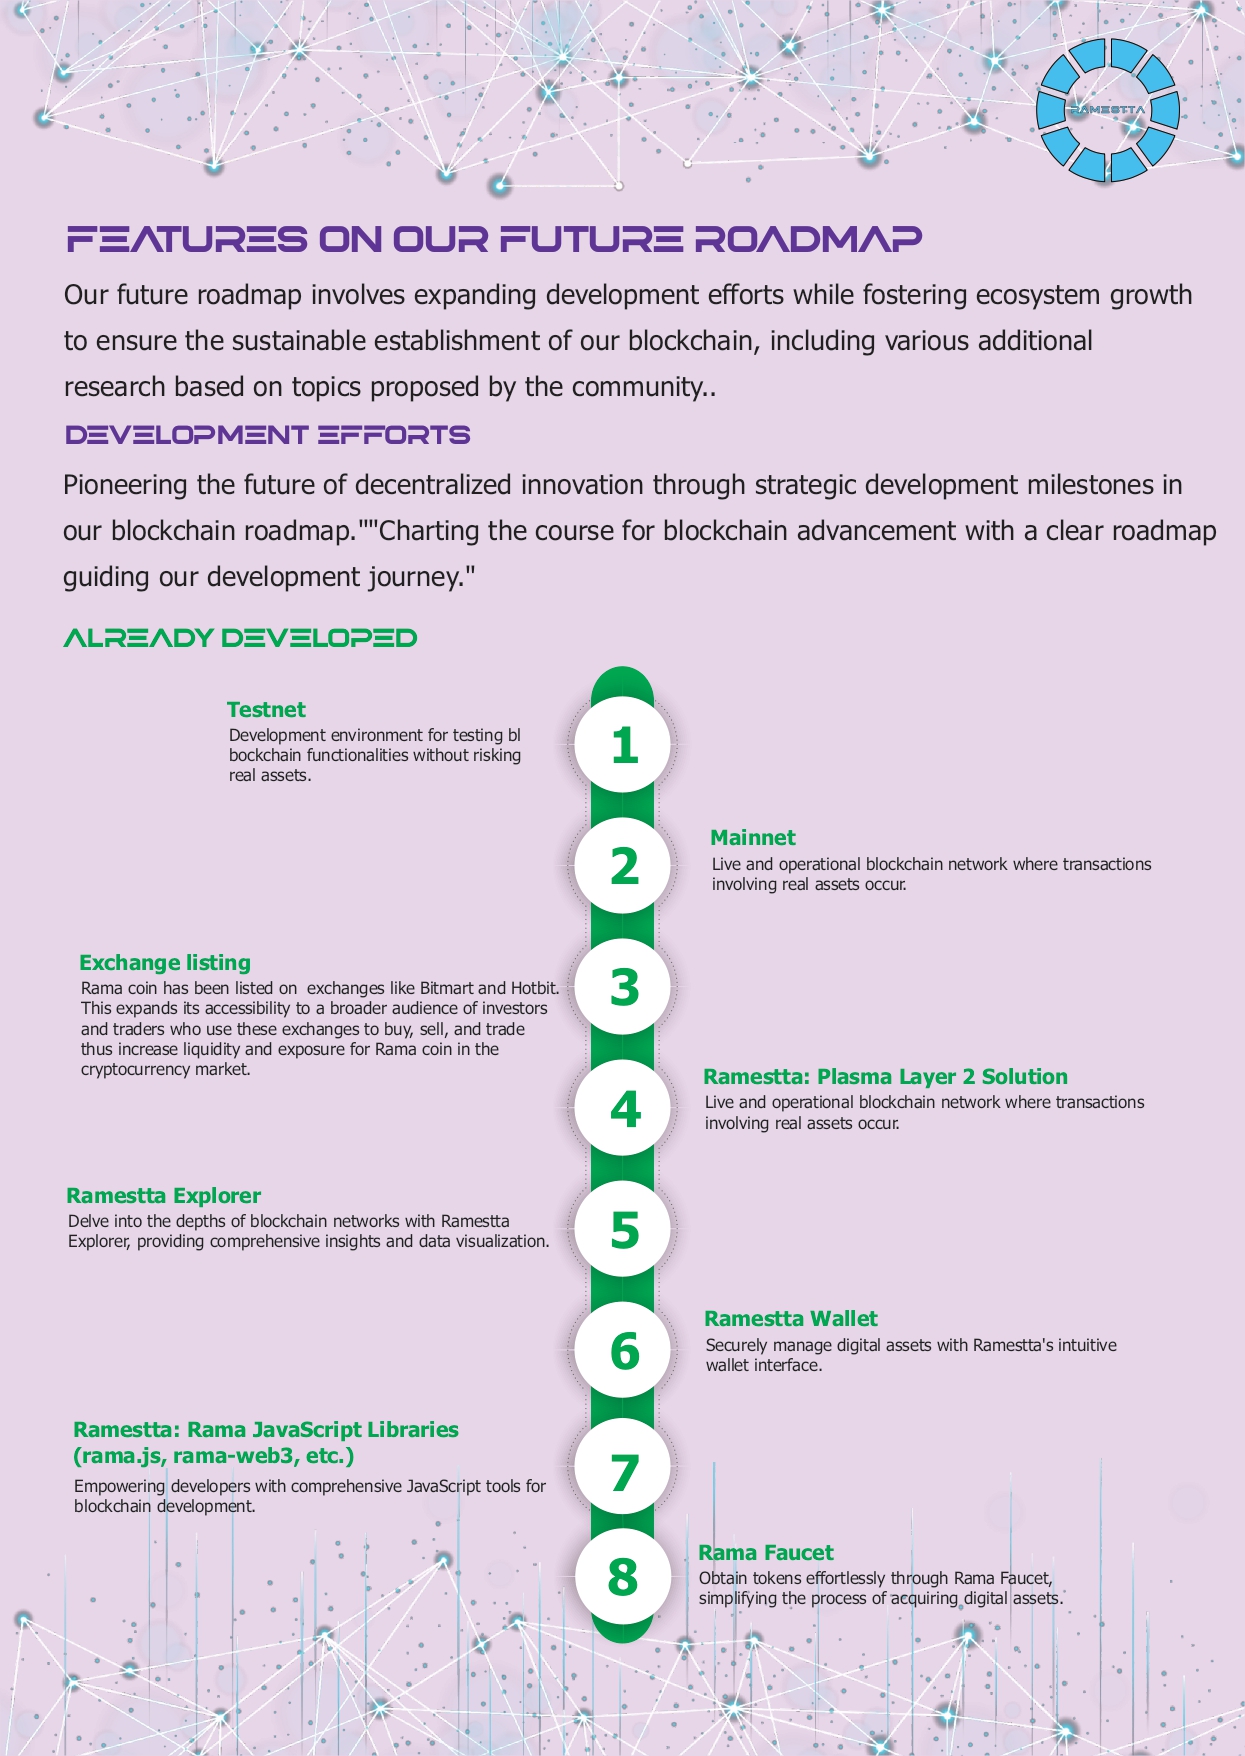 RAMESTTA
FEATURES ON OUR FUTURE ROADMAP
Our future roadmap involves expanding development efforts while fostering ecosystem growth
to ensure the sustainable establishment of our blockchain, including various additional
research based on topics proposed by the community..
DEVELOPMENT EFFORTS
Pioneering the future of decentralized innovation through strategic development milestones in
our blockchain roadmap.""Charting the course for blockchain advancement with a clear roadmap
guiding our development journey."
ALREADY DEVELOPED
1
Testnet
Development environment for testing bl
bockchain functionalities without risking
real assets.
2
Mainnet
Live and operational blockchain network where transactions
involving real assets occur.
3
Exchange listing
Rama coin has been listed on  exchanges like Bitmart and Hotbit.
This expands its accessibility to a broader audience of investors
and traders who use these exchanges to buy, sell, and trade
thus increase liquidity and exposure for Rama coin in the
cryptocurrency market.
4
Ramestta: Plasma Layer 2 Solution
Live and operational blockchain network where transactions
involving real assets occur.
5
Ramestta Explorer
Delve into the depths of blockchain networks with Ramestta
Explorer, providing comprehensive insights and data visualization.
6
Ramestta Wallet
Securely manage digital assets with Ramestta's intuitive
wallet interface.
7
Ramestta: Rama JavaScript Libraries
(rama.js, rama-web3, etc.)
Empowering developers with comprehensive JavaScript tools for
blockchain development.
8
Rama Faucet
Obtain tokens effortlessly through Rama Faucet,
simplifying the process of acquiring digital assets.